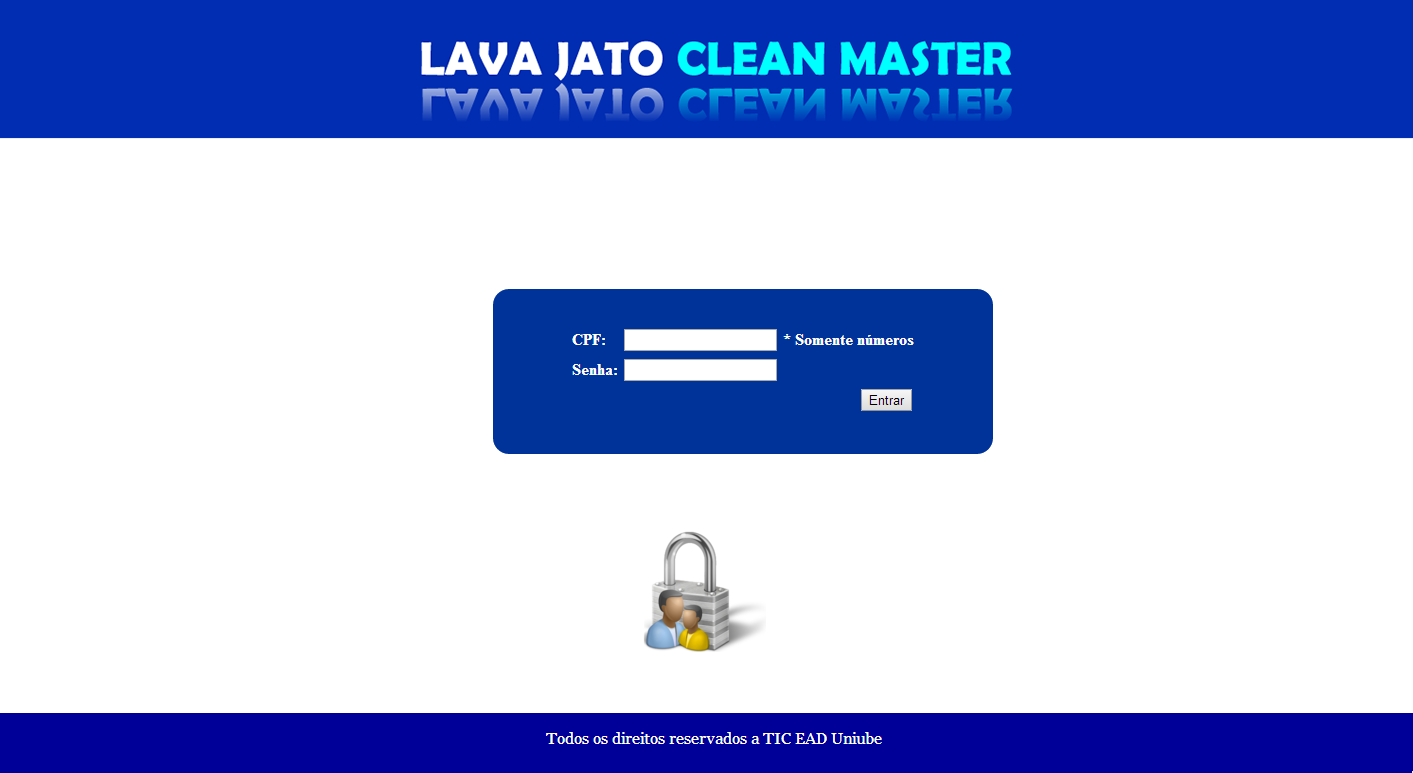 LAVA JATO CLEAN MASTER
CPF: * Somente números
Senha:
Entrar
Todos os direitos reservados a TIC EAD Uniube